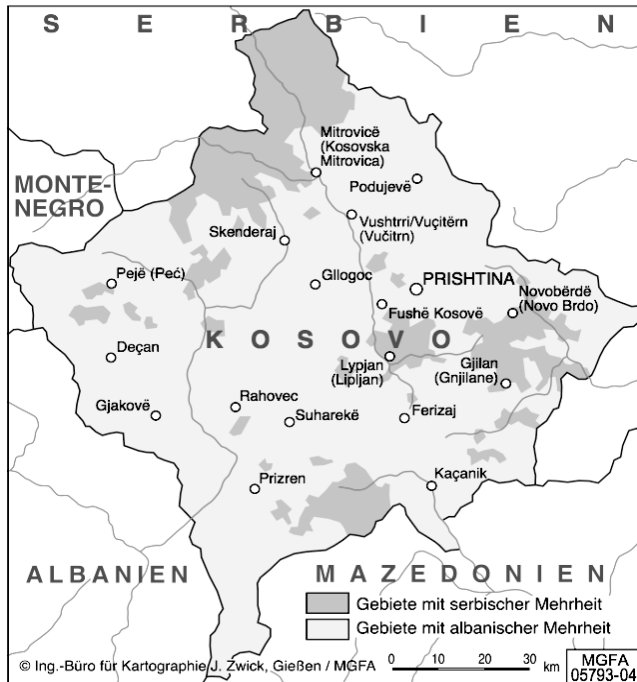 S E R B I E N
Mitrovicë
(Kosovska
Mitrovica)
MONTE-
NEGRO
Podujevë
Vushtrri/Vuçitërn
(Vučitrn)
Skenderaj
Pejë (Peć)
Gllogoc
PRISHTINA
Novobërdë
(Novo Brdo)
Fushë Kosovë
K O S O V O
Deçan
Lypjan
(Lipljan)
Gjilan
(Gnjilane)
Gjakovë
Rahovec
Suharekë
Ferizaj
Prizren
Kaçanik
ALBANIEN
MAZEDONIEN
Gebiete mit serbischer Mehrheit
Gebiete mit albanischer Mehrheit
© Ing.-Büro für Kartographie J. Zwick, Gießen / MGFA
0 10 20 30 km
MGFA
05793-04